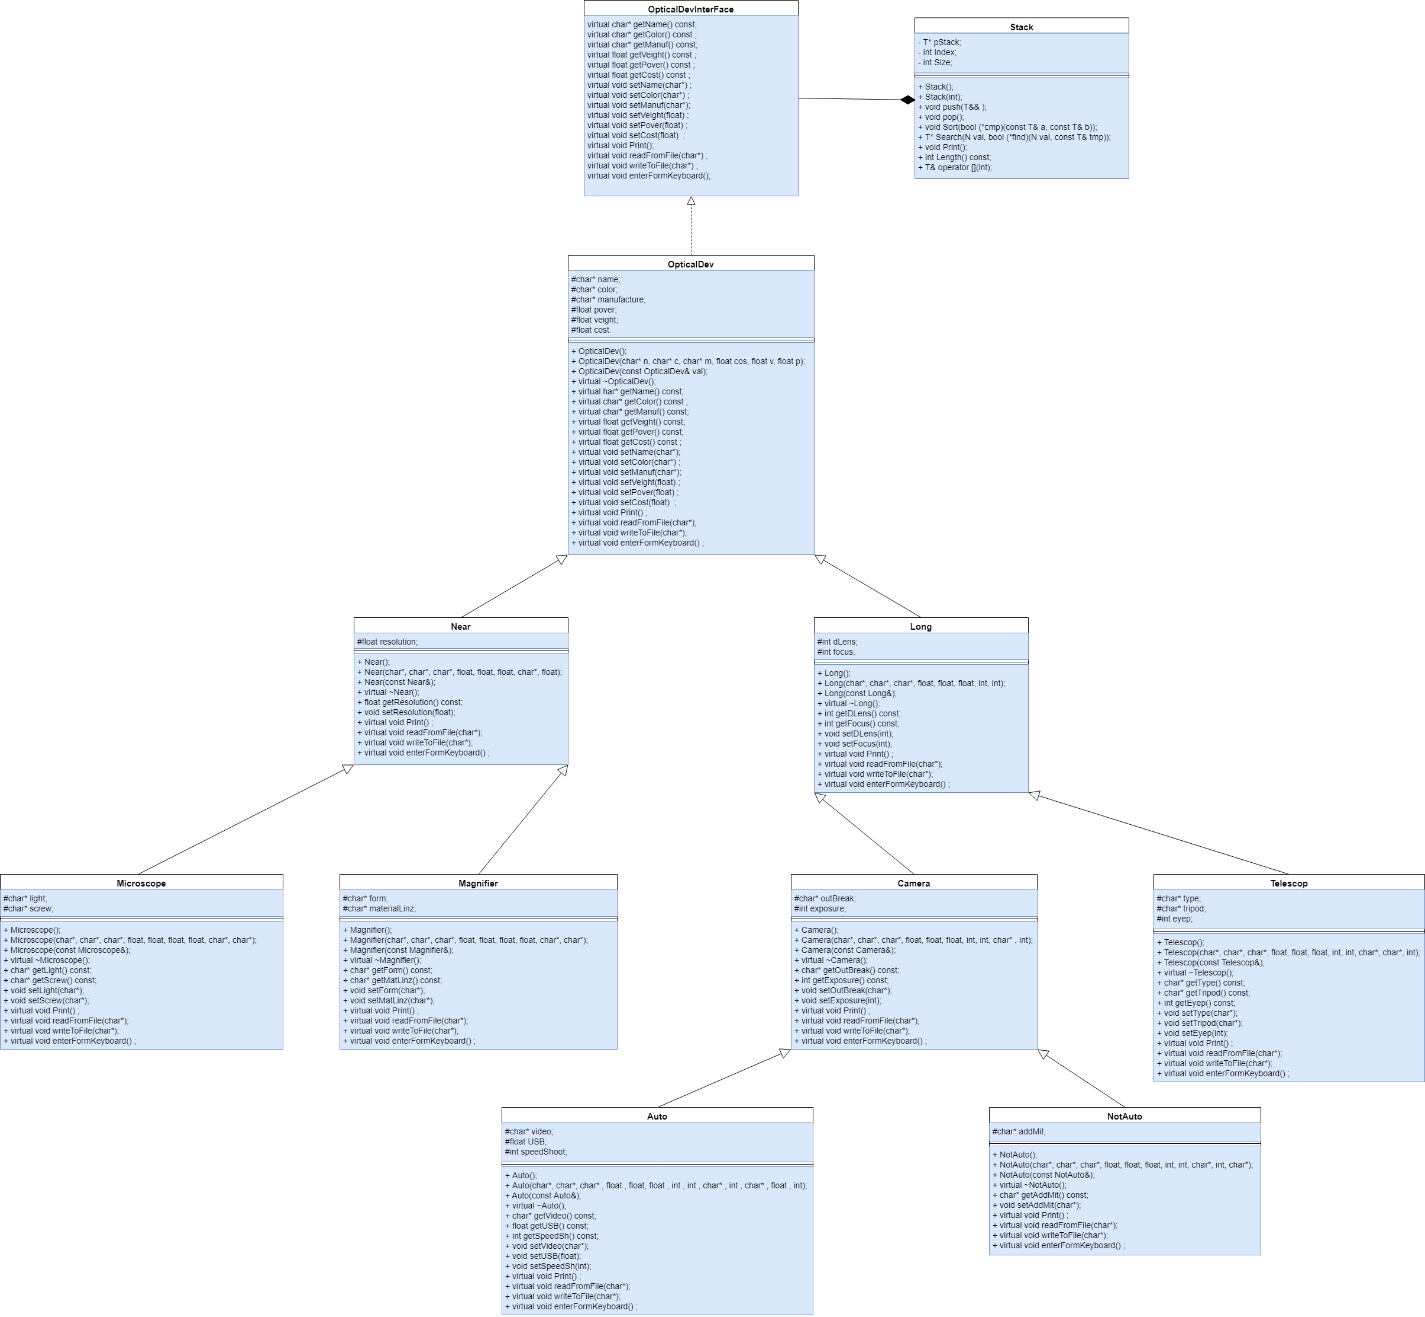 OpticalDevInterFace
virtual char* getName() const;
virtual char* getColor() const ;
virtual char* getManuf() const;
virtual float getVeight() const ;
virtual float getPover() const ;
virtual float getCost() const ;
virtual void setName(char*) ;
virtual void setColor(char*) ;
virtual void setManuf(char*);
virtual void setVeight(float) ;
virtual void setPover(float) ;
virtual void setCost(float)  ;
virtual void Print();
virtual void readFromFile(char*) ;
virtual void writeToFile(char*) ;
virtual void enterFormKeyboard();
Stack
- T* pStack;
- int Index;
- int Size;
+ Stack();
+ Stack(int);
+ void push(T&& );
+ void pop();
+ void Sort(bool (*cmp)(const T& a, const T& b));
+ T* Search(N val, bool (*find)(N val, const T& tmp));
+ void Print();
+ int Length() const;
+ T& operator [](int);
OpticalDev
#char* name;
#char* color;
#char* manufacture;
#float pover;
#float veight;
#float cost.
+ OpticalDev();
+ OpticalDev(char* n, char* c, char* m, float cos, float v, float p);
+ OpticalDev(const OpticalDev& val);
+ virtual ~OpticalDev();
+ virtual har* getName() const;
+ virtual char* getColor() const ;
+ virtual char* getManuf() const;
+ virtual float getVeight() const;
+ virtual float getPover() const;
+ virtual float getCost() const ;
+ virtual void setName(char*);
+ virtual void setColor(char*) ;
+ virtual void setManuf(char*);
+ virtual void setVeight(float) ;
+ virtual void setPover(float) ;
+ virtual void setCost(float)  ;
+ virtual void Print() ;
+ virtual void readFromFile(char*);
+ virtual void writeToFile(char*);
+ virtual void enterFormKeyboard() ;
Near
#float resolution;
+ Near();
+ Near(char*, char*, char*, float, float, float, char*, float);
+ Near(const Near&);
+ virtual ~Near();
+ float getResolution() const;
+ void setResolution(float);
+ virtual void Print() ;
+ virtual void readFromFile(char*);
+ virtual void writeToFile(char*);
+ virtual void enterFormKeyboard() ;
Long
#int dLens;
#int focus;
+ Long();
+ Long(char*, char*, char*, float, float, float, int, int);
+ Long(const Long&);
+ virtual ~Long();
+ int getDLens() const;
+ int getFocus() const;
+ void setDLens(int);
+ void setFocus(int);
+ virtual void Print() ;
+ virtual void readFromFile(char*);
+ virtual void writeToFile(char*);
+ virtual void enterFormKeyboard() ;
Microscope
#char* light;
#char* screw;
+ Microscope();
+ Microscope(char*, char*, char*, float, float, float, float, char*, char*);
+ Microscope(const Microscope&);
+ virtual ~Microscope();
+ char* getLight() const;
+ char* getScrew() const;
+ void setLight(char*);
+ void setScrew(char*);
+ virtual void Print() ;
+ virtual void readFromFile(char*);
+ virtual void writeToFile(char*);
+ virtual void enterFormKeyboard() ;
Magnifier
#char* form;
#char* materialLinz;
+ Magnifier();
+ Magnifier(char*, char*, char*, float, float, float, float, char*, char*);
+ Magnifier(const Magnifier&);
+ virtual ~Magnifier();
+ char* getForm() const;
+ char* getMatLinz() const;
+ void setForm(char*);
+ void setMatLinz(char*);
+ virtual void Print() ;
+ virtual void readFromFile(char*);
+ virtual void writeToFile(char*);
+ virtual void enterFormKeyboard() ;
Camera
#char* outBreak;
#int exposure;
+ Camera();
+ Camera(char*, char*, char*, float, float, float, int, int, char* , int);
+ Camera(const Camera&);
+ virtual ~Camera();
+ char* getOutBreak() const;
+ int getExposure() const;
+ void setOutBreak(char*);
+ void setExposure(int);
+ virtual void Print() ;
+ virtual void readFromFile(char*);
+ virtual void writeToFile(char*);
+ virtual void enterFormKeyboard() ;
Telescop
#char* type;
#char* tripod;
#int eyep;
+ Telescop();
+ Telescop(char*, char*, char*, float, float, float, int, int, char*, char*, int);
+ Telescop(const Telescop&);
+ virtual ~Telescop();
+ char* getType() const;
+ char* getTripod() const;
+ int getEyep() const;
+ void setType(char*);
+ void setTripod(char*);
+ void setEyep(int);
+ virtual void Print() ;
+ virtual void readFromFile(char*);
+ virtual void writeToFile(char*);
+ virtual void enterFormKeyboard() ;
Auto
#char* video;
#float USB;
#int speedShoot;
+ Auto();
+ Auto(char*, char*, char* , float , float, float , int , int , char* , int , char* , float , int);
+ Auto(const Auto&);
+ virtual ~Auto();
+ char* getVideo() const;
+ float getUSB() const;
+ int getSpeedSh() const;
+ void setVideo(char*);
+ void setUSB(float);
+ void setSpeedSh(int);
+ virtual void Print() ;
+ virtual void readFromFile(char*);
+ virtual void writeToFile(char*);
+ virtual void enterFormKeyboard() ;
NotAuto
#char* addMit;
+ NotAuto();
+ NotAuto(char*, char*, char*, float, float, float, int, int, char*, int, char*);
+ NotAuto(const NotAuto&);
+ virtual ~NotAuto();
+ char* getAddMit() const;
+ void setAddMit(char*);
+ virtual void Print() ;
+ virtual void readFromFile(char*);
+ virtual void writeToFile(char*);
+ virtual void enterFormKeyboard() ;